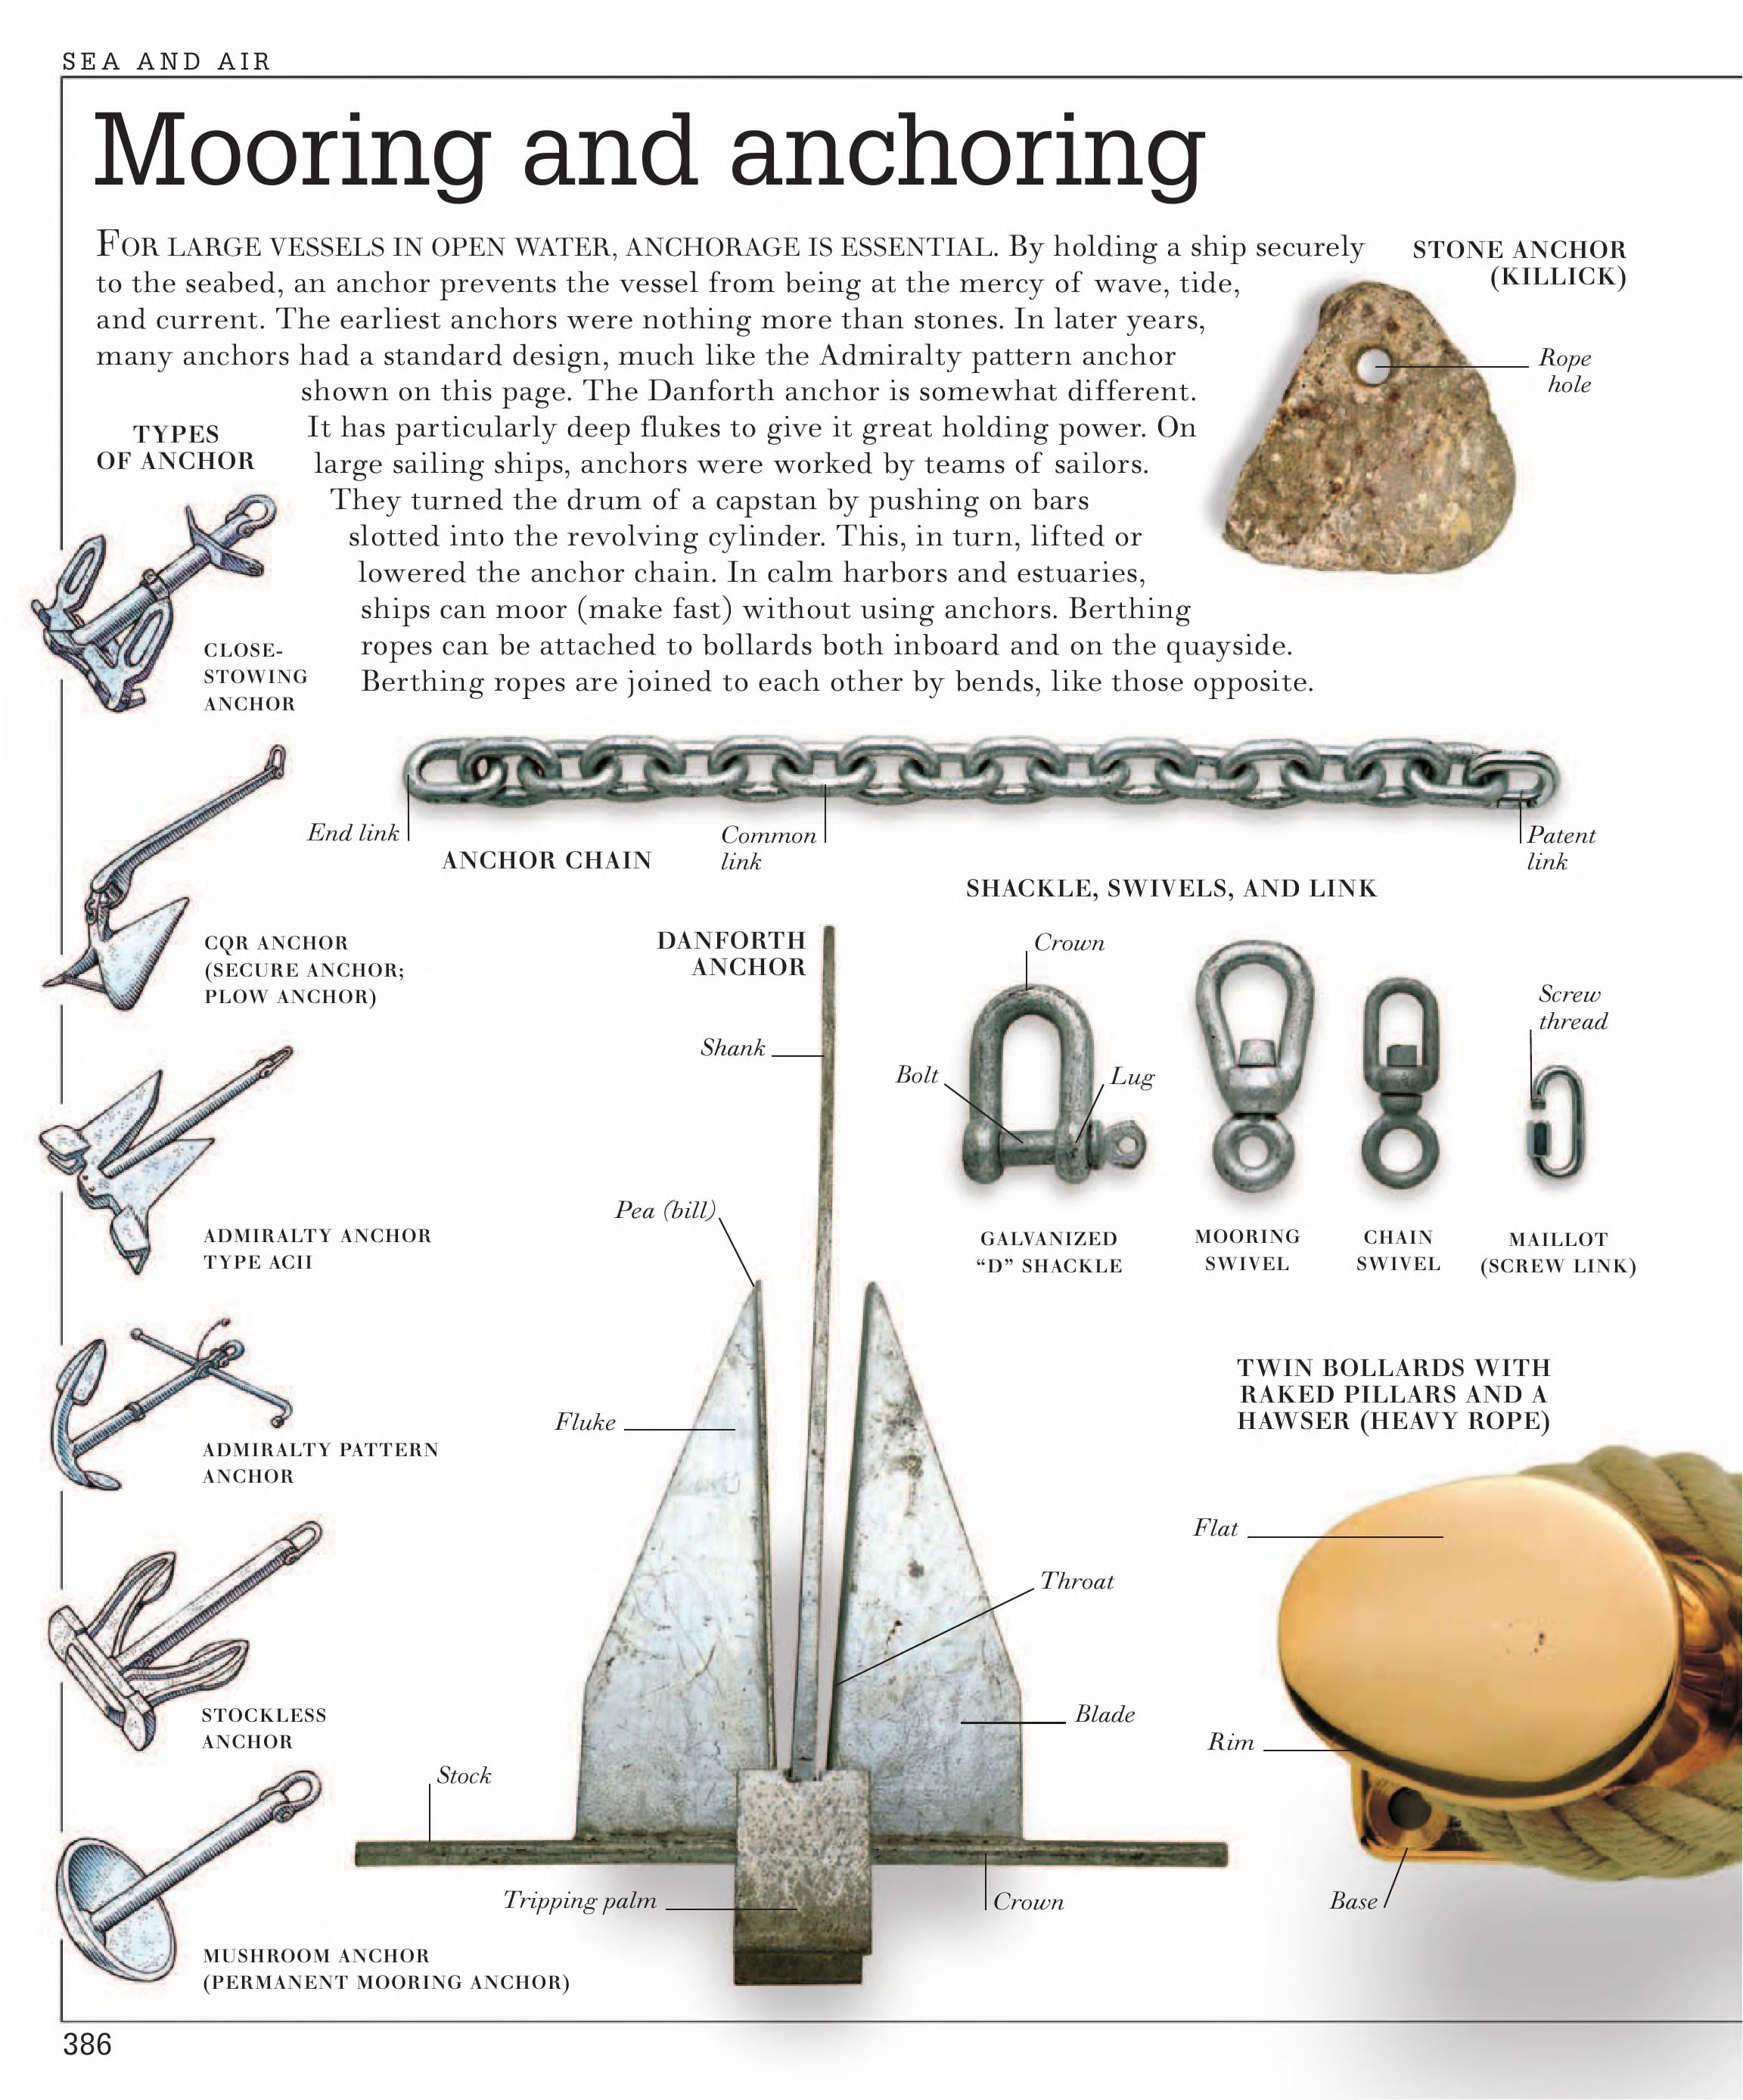 SEA AND AIR
Mooring and anchoring
FOR LARGE VESSELS IN OPEN WATER, ANCHORAGE IS ESSENTIAL. By holding a ship securely
to the seabed, an anchor prevents the vessel from being at the mercy of wave, tide,
and current. The earliest anchors were nothing more than stones. In later years,
many anchors had a standard design, much like the Admiralty pattern anchor
shown on this page. The Danforth anchor is somewhat different.
It has particularly deep flukes to give it great holding power. On
large sailing ships, anchors were worked by teams of sailors.
They turned the drum of a capstan by pushing on bars
slotted into the revolving cylinder. This, in turn, lifted or
lowered the anchor chain. In calm harbors and estuaries,
ships can moor (make fast) without using anchors. Berthing
ropes can be attached to bollards both inboard and on the quayside.
Berthing ropes are joined to each other by bends, like those opposite.
STONE ANCHOR
(KILLICK)
Rope
hole
TYPES
OF ANCHOR
CLOSE-
STOWING
ANCHOR
CQR ANCHOR
(SECURE ANCHOR;
PLOW ANCHOR)
ADMIRALTY ANCHOR
TYPE ACII
ADMIRALTY PATTERN
ANCHOR
STOCKLESS
ANCHOR
MUSHROOM ANCHOR
(PERMANENT MOORING ANCHOR)
End link
Common
link
Patent
link
ANCHOR CHAIN
SHACKLE, SWIVELS, AND LINK
Crown
Bolt
Lug
Screw
thread
GALVANIZED
“D” SHACKLE
MOORING
SWIVEL
CHAIN
SWIVEL
MAILLOT
(SCREW LINK)
DANFORTH
ANCHOR
Shank
Pea (bill)
Fluke
Throat
Blade
Stock
Tripping palm
Crown
TWIN BOLLARDS WITH
RAKED PILLARS AND A
HAWSER (HEAVY ROPE)
Flat
Rim
Base
386